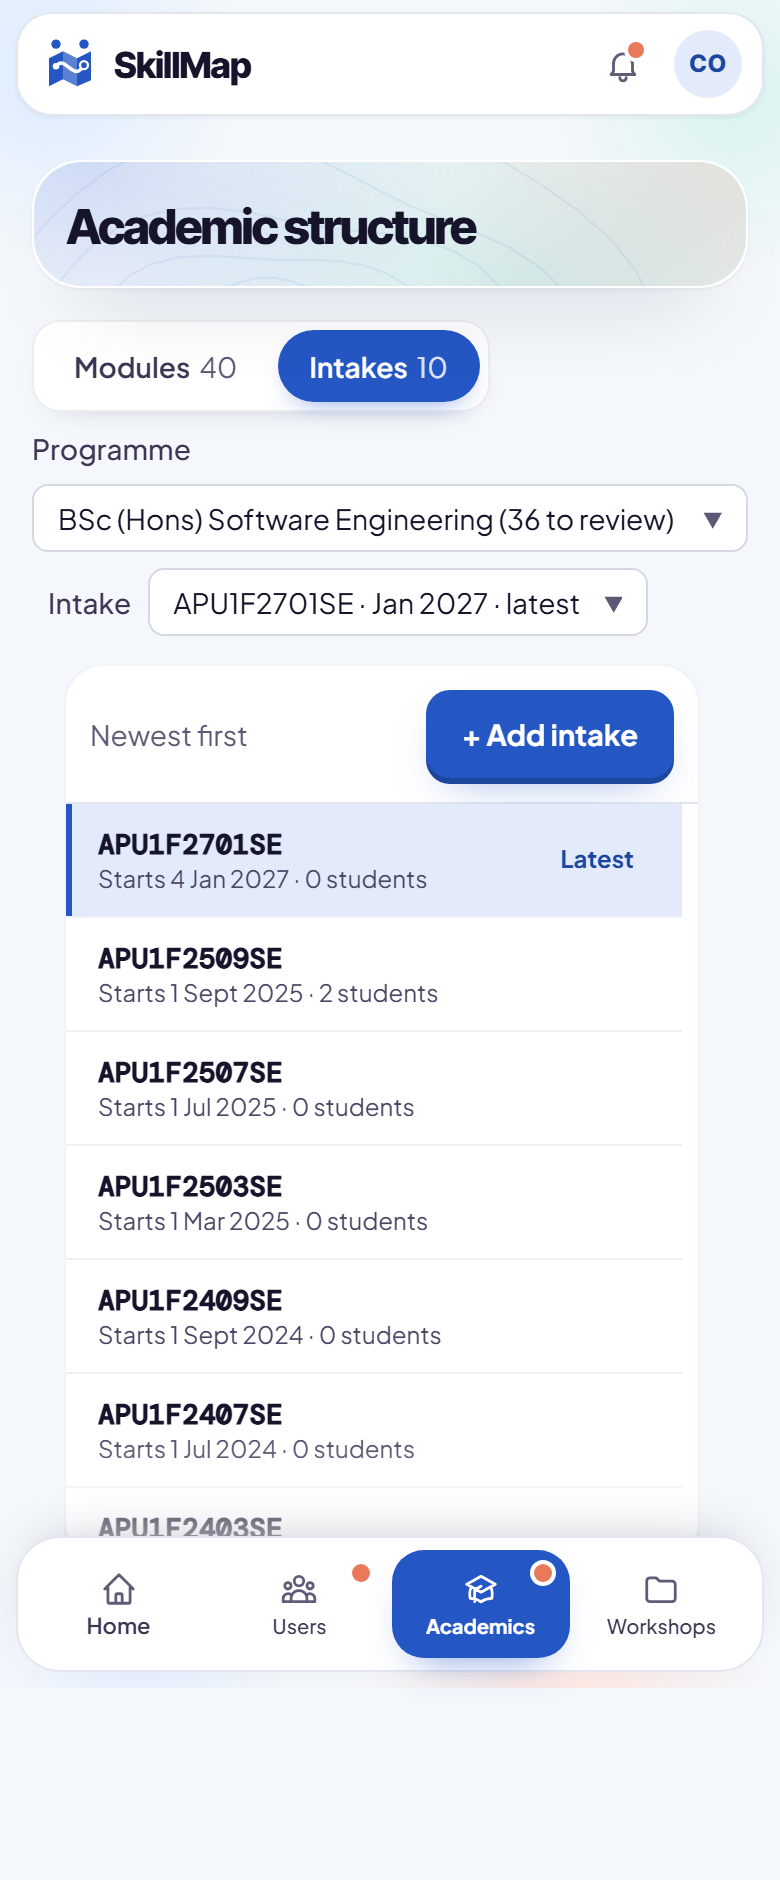 SkillMap
CO
Academic structure
Modules 40
Intakes 10
Programme
BSc (Hons) Software Engineering (36 to review)
Intake
APU1F2701SE · Jan 2027 · latest
Newest first
+ Add intake
APU1F2701SE
Starts 4 Jan 2027 · 0 students
Latest
APU1F2509SE
Starts 1 Sept 2025 · 2 students
APU1F2507SE
Starts 1 Jul 2025 · 0 students
APU1F2503SE
Starts 1 Mar 2025 · 0 students
APU1F2409SE
Starts 1 Sept 2024 · 0 students
APU1F2407SE
Starts 1 Jul 2024 · 0 students
APU1F2403SE
Home
Users
Academics
Workshops